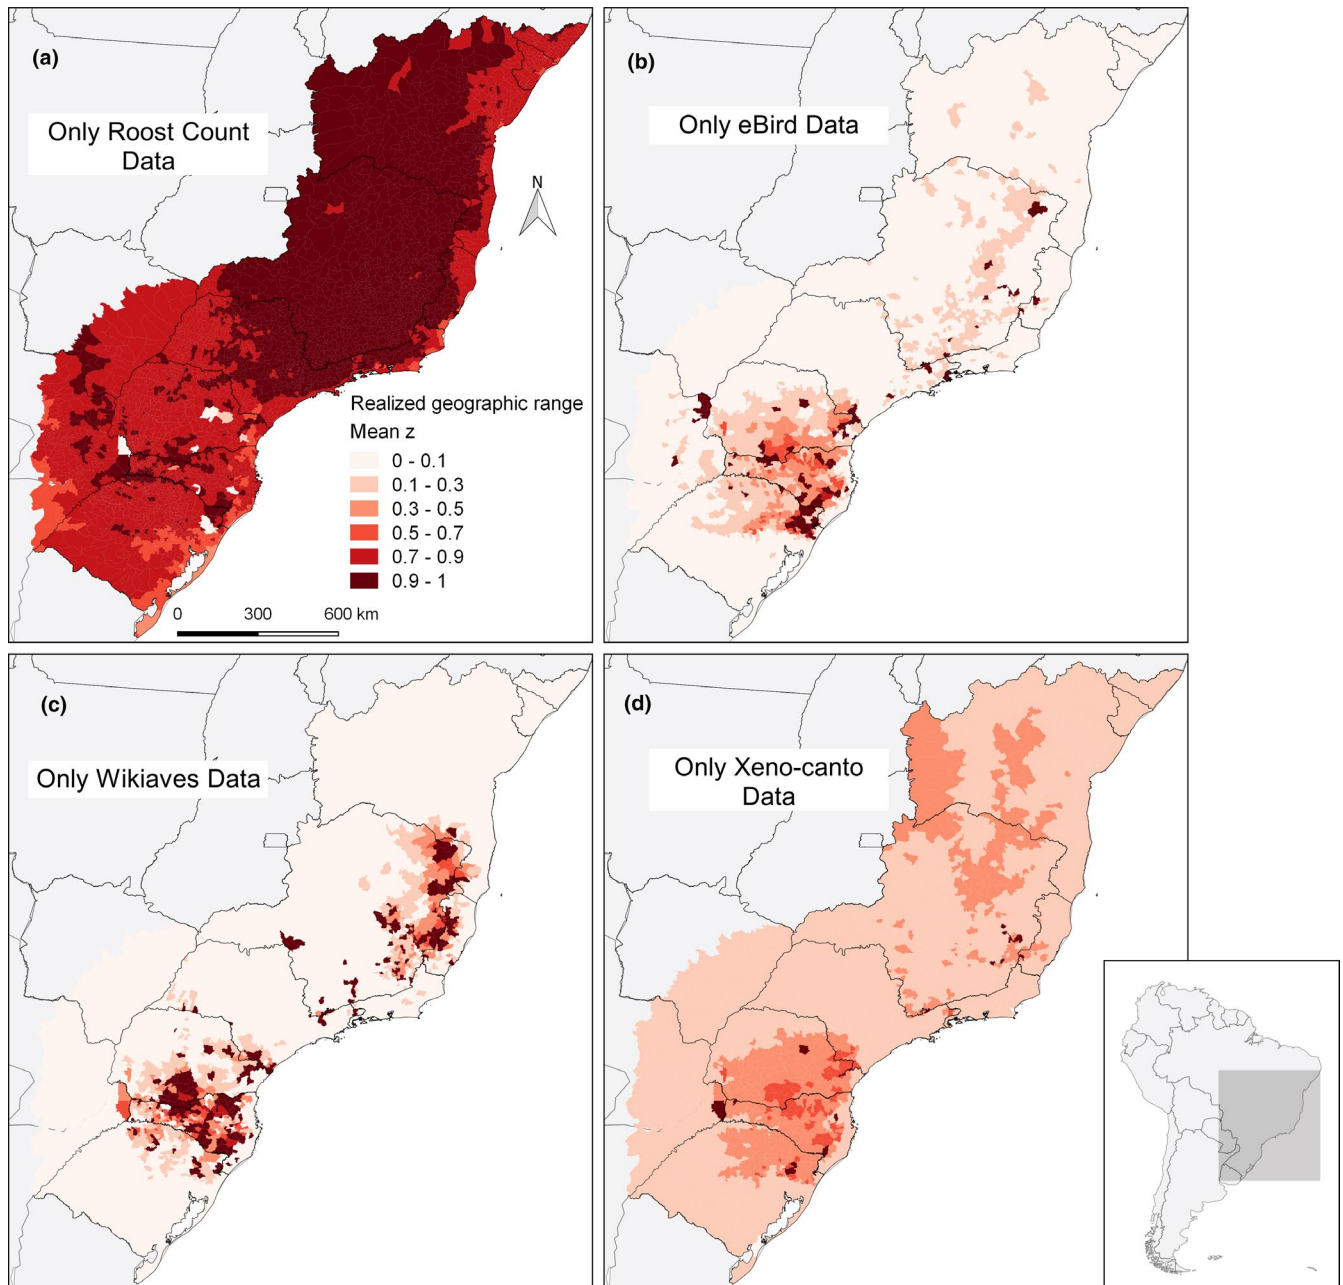 (a)
Only Roost Count
Data
N
Realized geographic range
Mean z
0 - 0.1
0.1 - 0.3
0.3 - 0.5
0.5 - 0.7
0.7 - 0.9
0.9 - 1
0 300 600 km
(b)
Only eBird Data
(c)
Only Wikiaves Data
(d)
Only Xeno-canto
Data